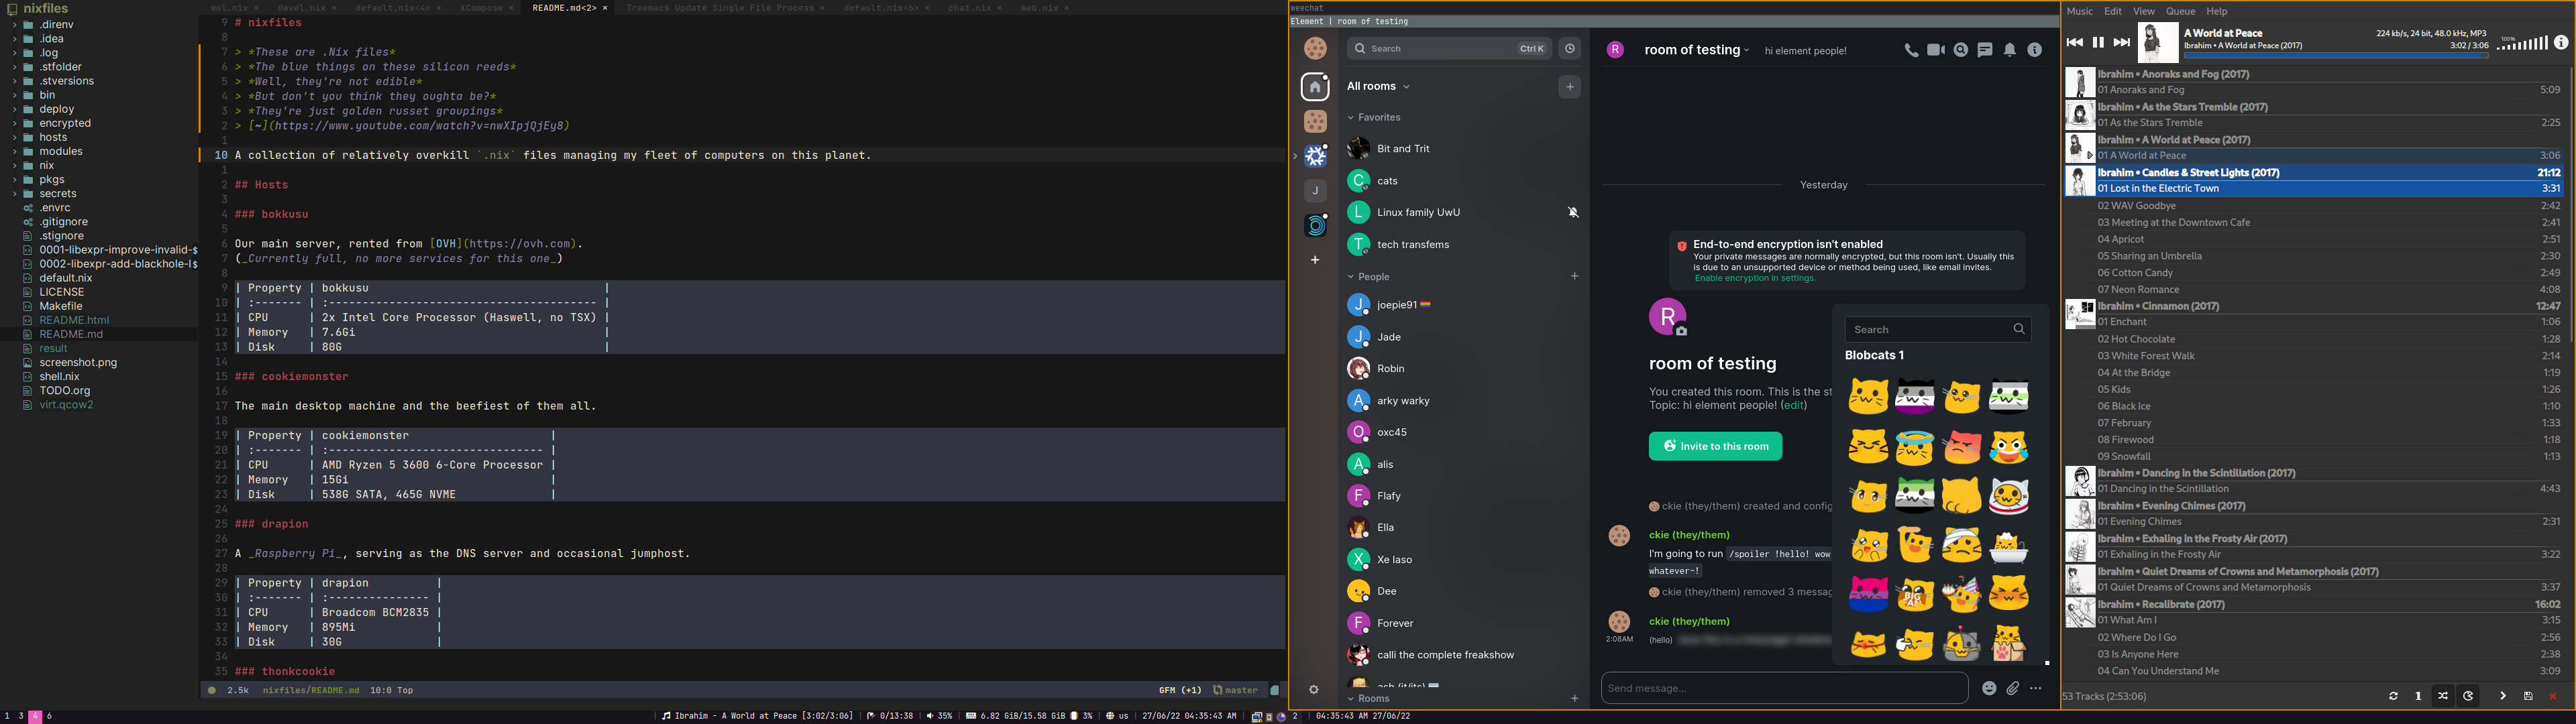 nixfiles
.direnv
.idea
.log
.stfolder
.stversions
bin
deploy
encrypted
hosts
modules
nix
pkgs
secrets
.envrc
.gitignore
.stignore
0001-libexpr-improve-invalid-$
0002-libexpr-add-blackhole-l$
default.nix
LICENSE
Makefile
README.html
README.md
result
screenshot.png
shell.nix
TODO.org
virt.qcow2
wol.nix × devel.nix × default.nix<4> × XCompose × README.md<2> × Treemacs Update Single File Process × default.nix<6> × chat.nix × web.nix ×
9 # nixfiles
8
7 > *These are .Nix files*
6 > *The blue things on these silicon reeds*
5 > *Well, they're not edible*
4 > *But don't you think they oughta be?*
3 > *They're just golden russet groupings*
2 > [~](https://www.youtube.com/watch?v=nwXIpjQjEy8)
1
10 A collection of relatively overkill `.nix` files managing my fleet of computers on this planet.
1
2 ## Hosts
3
4 ### bokkusu
5
6 Our main server, rented from [OVH](https://ovh.com).
7 (_Currently full, no more services for this one_)
8
9 | Property | bokkusu |
10 | :------- | :------------------------------------- |
11 | CPU | 2x Intel Core Processor (Haswell, no TSX) |
12 | Memory | 7.6Gi |
13 | Disk | 80G |
14
15 ### cookiemonster
16
17 The main desktop machine and the beefiest of them all.
18
19 | Property | cookiemonster |
20 | :------- | :------------------------------ |
21 | CPU | AMD Ryzen 5 3600 6-Core Processor |
22 | Memory | 15Gi |
23 | Disk | 538G SATA, 465G NVME |
24
25 ### drapion
26
27 A _Raspberry Pi_, serving as the DNS server and occasional jumphost.
28
29 | Property | drapion |
30 | :------- | :-------------- |
31 | CPU | Broadcom BCM2835 |
32 | Memory | 895Mi |
33 | Disk | 30G |
34
35 ### thonkcookie
2.5k nixfiles/README.md 10:0 Top GFM (+1) master
weechat
Element | room of testing
Search Ctrl K
All rooms
Favorites
Bit and Trit
cats
Linux family UwU
tech transfems
People
joepie91
Jade
Robin
arky warky
oxc45
alis
Flafy
Ella
Xe Iaso
Dee
Forever
calli the complete freakshow
ash (it/its)
Rooms
room of testing hi element people!
Yesterday
End-to-end encryption isn't enabled
Your private messages are normally encrypted, but this room isn't. Usually this
is due to an unsupported device or method being used, like email invites.
Enable encryption in settings.
R
room of testing
You created this room. This is the st
Topic: hi element people! (edit)
Invite to this room
ckie (they/them) created and config
ckie (they/them)
I'm going to run /spoiler !hello! wow
whatever~!
ckie (they/them) removed 3 messag
ckie (they/them)
2:08AM (hello)
Search
Blobcats 1
BIG FAN
Send message...
Music Edit View Queue Help
A World at Peace
Ibrahim • A World at Peace (2017)
224 kb/s, 24 bit, 48.0 kHz, MP3
3:02 / 3:06
100%
Ibrahim • Anoraks and Fog (2017)
01 Anoraks and Fog 5:09
Ibrahim • As the Stars Tremble (2017)
01 As the Stars Tremble 2:25
Ibrahim • A World at Peace (2017)
01 A World at Peace 3:06
Ibrahim • Candles & Street Lights (2017) 21:12
01 Lost in the Electric Town 3:31
02 WAV Goodbye 2:42
03 Meeting at the Downtown Cafe 2:41
04 Apricot 2:51
05 Sharing an Umbrella 2:30
06 Cotton Candy 2:49
07 Neon Romance 4:08
Ibrahim • Cinnamon (2017) 12:47
01 Enchant 1:06
02 Hot Chocolate 1:28
03 White Forest Walk 2:14
04 At the Bridge 1:19
05 Kids 1:26
06 Black Ice 1:10
07 February 1:33
08 Firewood 1:18
09 Snowfall 1:13
Ibrahim • Dancing in the Scintillation (2017)
01 Dancing in the Scintillation 4:43
Ibrahim • Evening Chimes (2017)
01 Evening Chimes 2:31
Ibrahim • Exhaling in the Frosty Air (2017)
01 Exhaling in the Frosty Air 3:22
Ibrahim • Quiet Dreams of Crowns and Metamorphosis (2017)
01 Quiet Dreams of Crowns and Metamorphosis 3:37
Ibrahim • Recalibrate (2017) 16:02
01 What Am I 3:15
02 Where Do I Go 2:56
03 Is Anyone Here 2:38
04 Can You Understand Me 3:09
53 Tracks (2:53:06)
1 3 4 6
Ibrahim - A World at Peace [3:02/3:06] | 0/13:38 | 35% | 6.82 GiB/15.58 GiB 3% | us | 27/06/22 04:35:43 AM |
2 | 04:35:43 AM 27/06/22